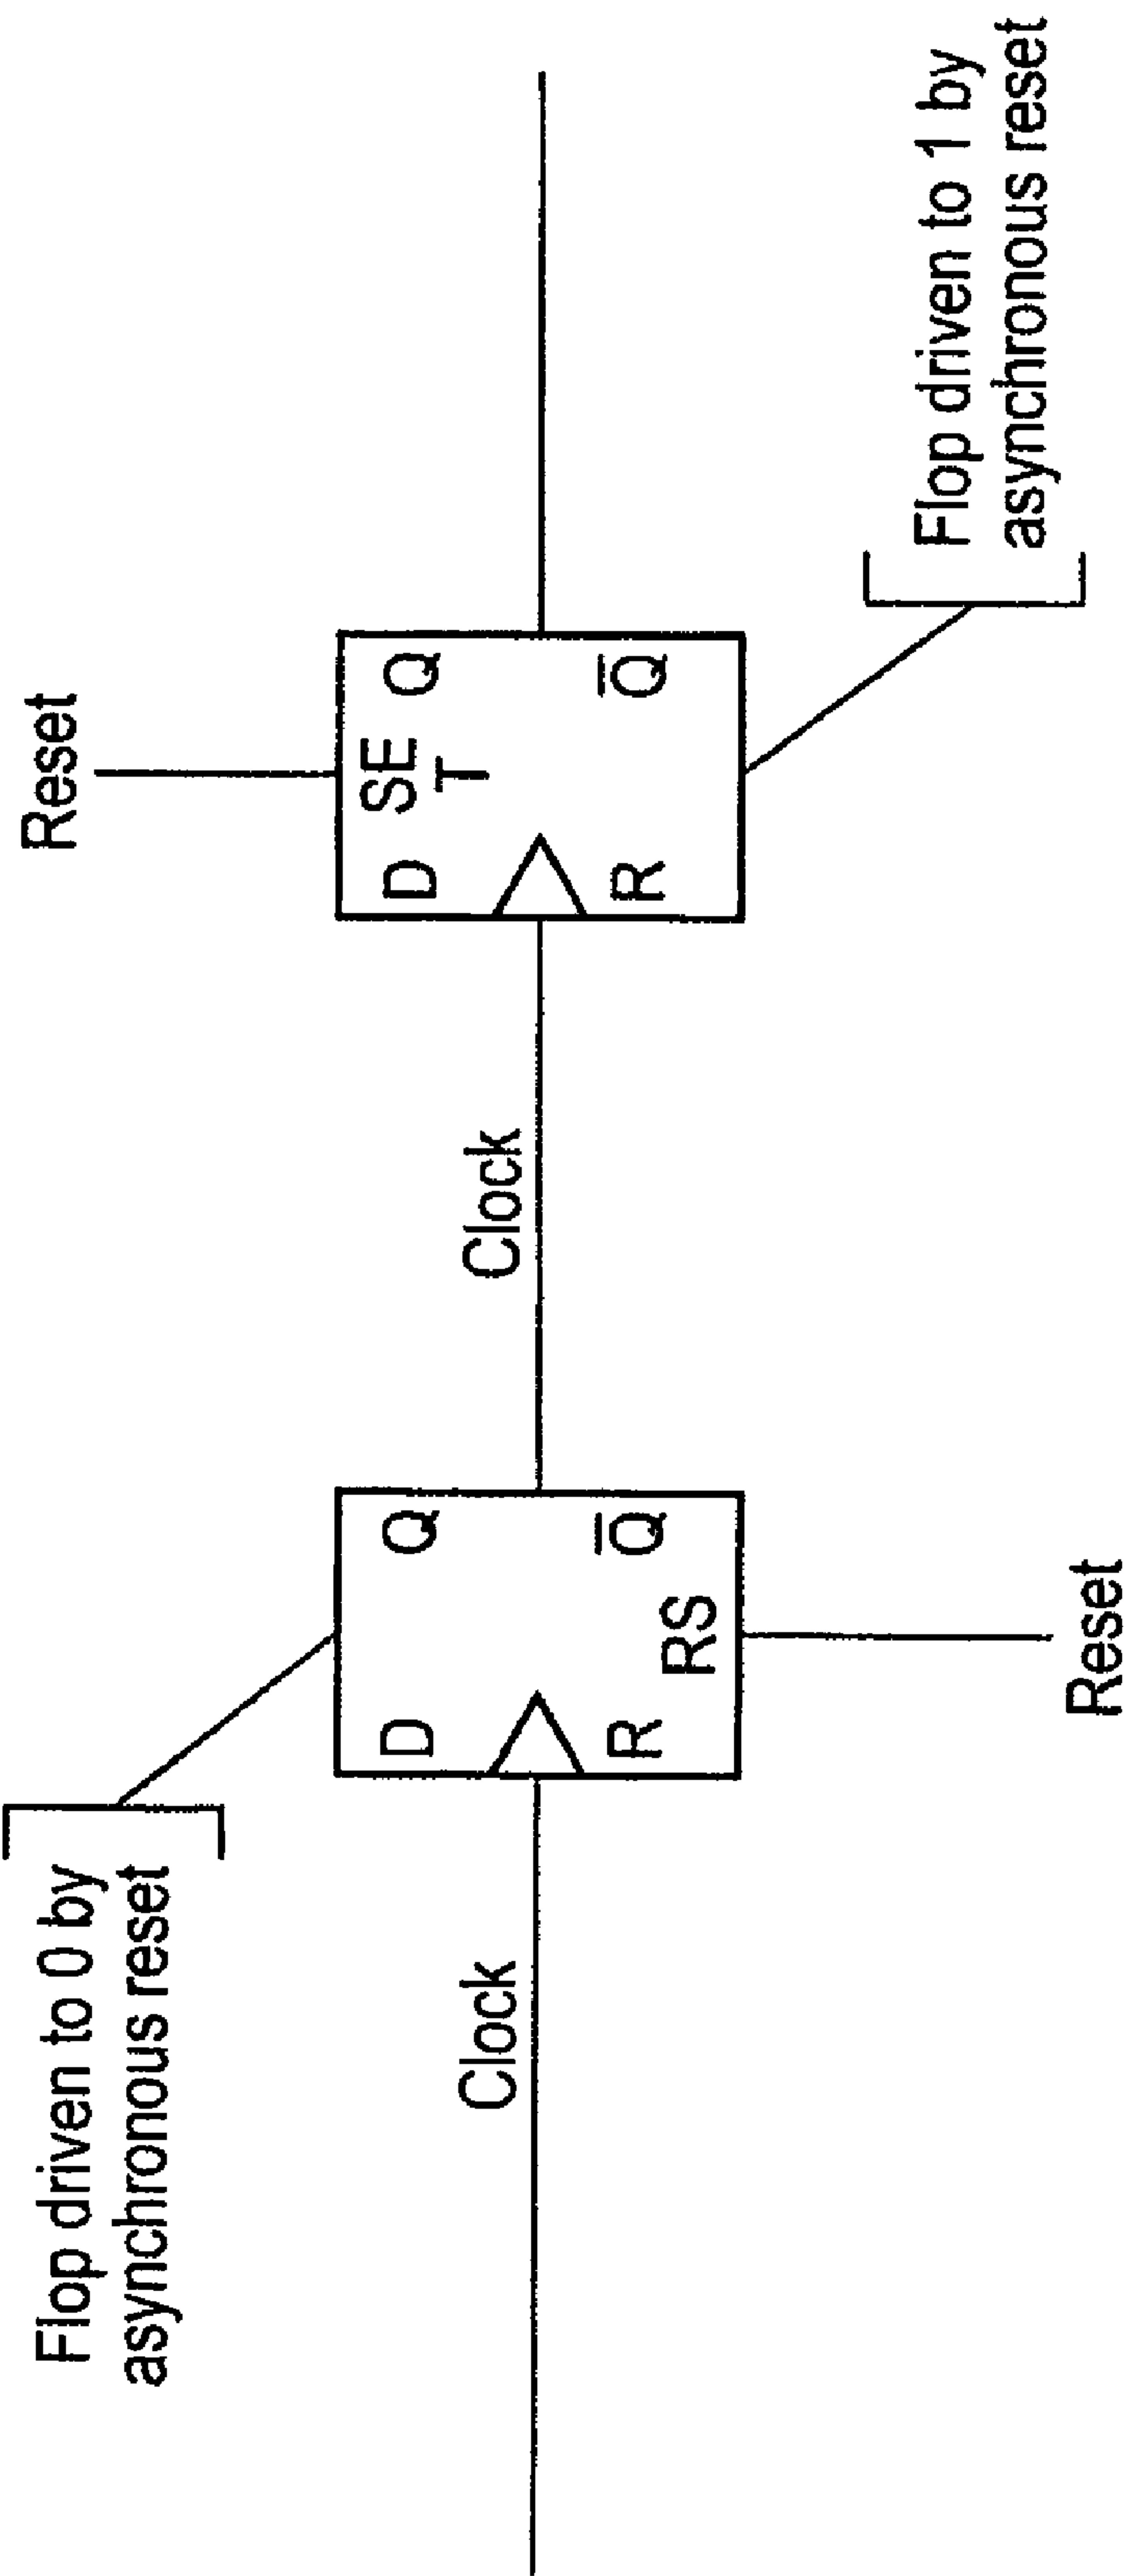 Flop driven to 0 by
asynchronous reset
Clock
D
Q
R
Q̅
RS
Reset
Clock
Reset
D
SE
T
Q
R
Q̅
Flop driven to 1 by
asynchronous reset